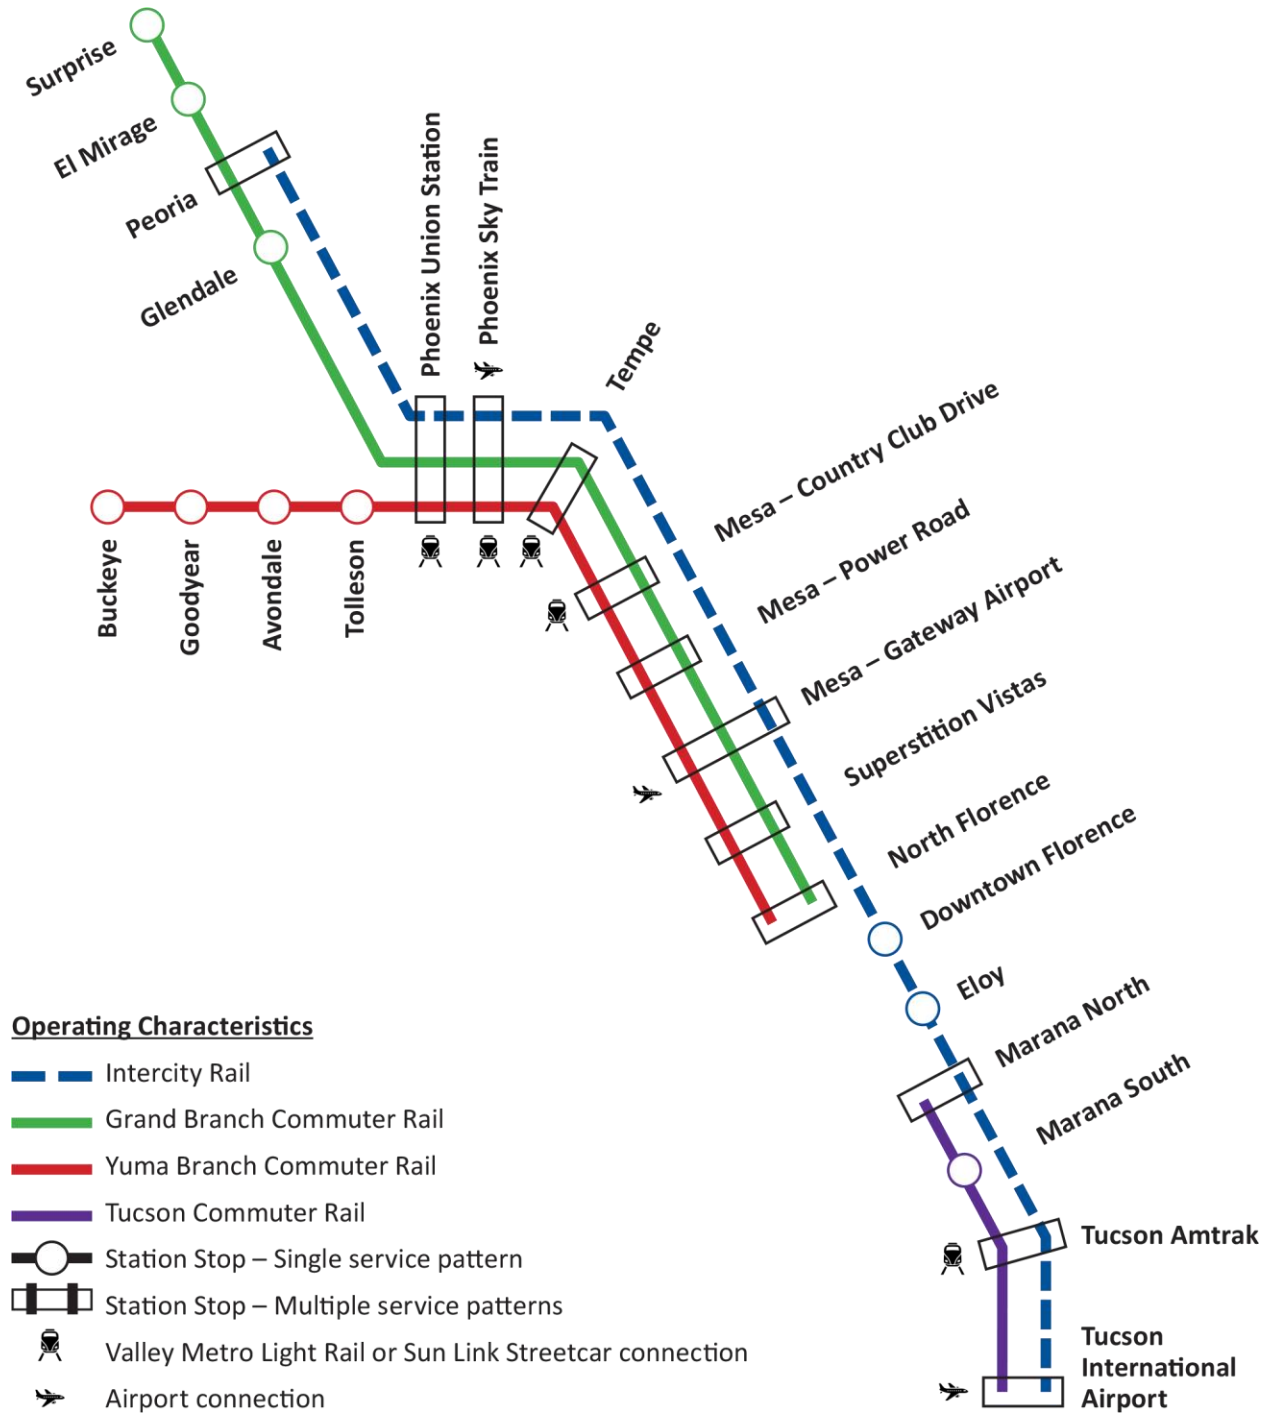 Surprise
El Mirage
Peoria
Glendale
Phoenix Union Station
Phoenix Sky Train
Tempe
Mesa – Country Club Drive
Mesa – Power Road
Mesa – Gateway Airport
Superstition Vistas
North Florence
Downtown Florence
Eloy
Marana North
Marana South
Tucson Amtrak
Tucson
International
Airport
Buckeye
Goodyear
Avondale
Tolleson
Operating Characteristics
Intercity Rail
Grand Branch Commuter Rail
Yuma Branch Commuter Rail
Tucson Commuter Rail
Station Stop – Single service pattern
Station Stop – Multiple service patterns
Valley Metro Light Rail or Sun Link Streetcar connection
Airport connection